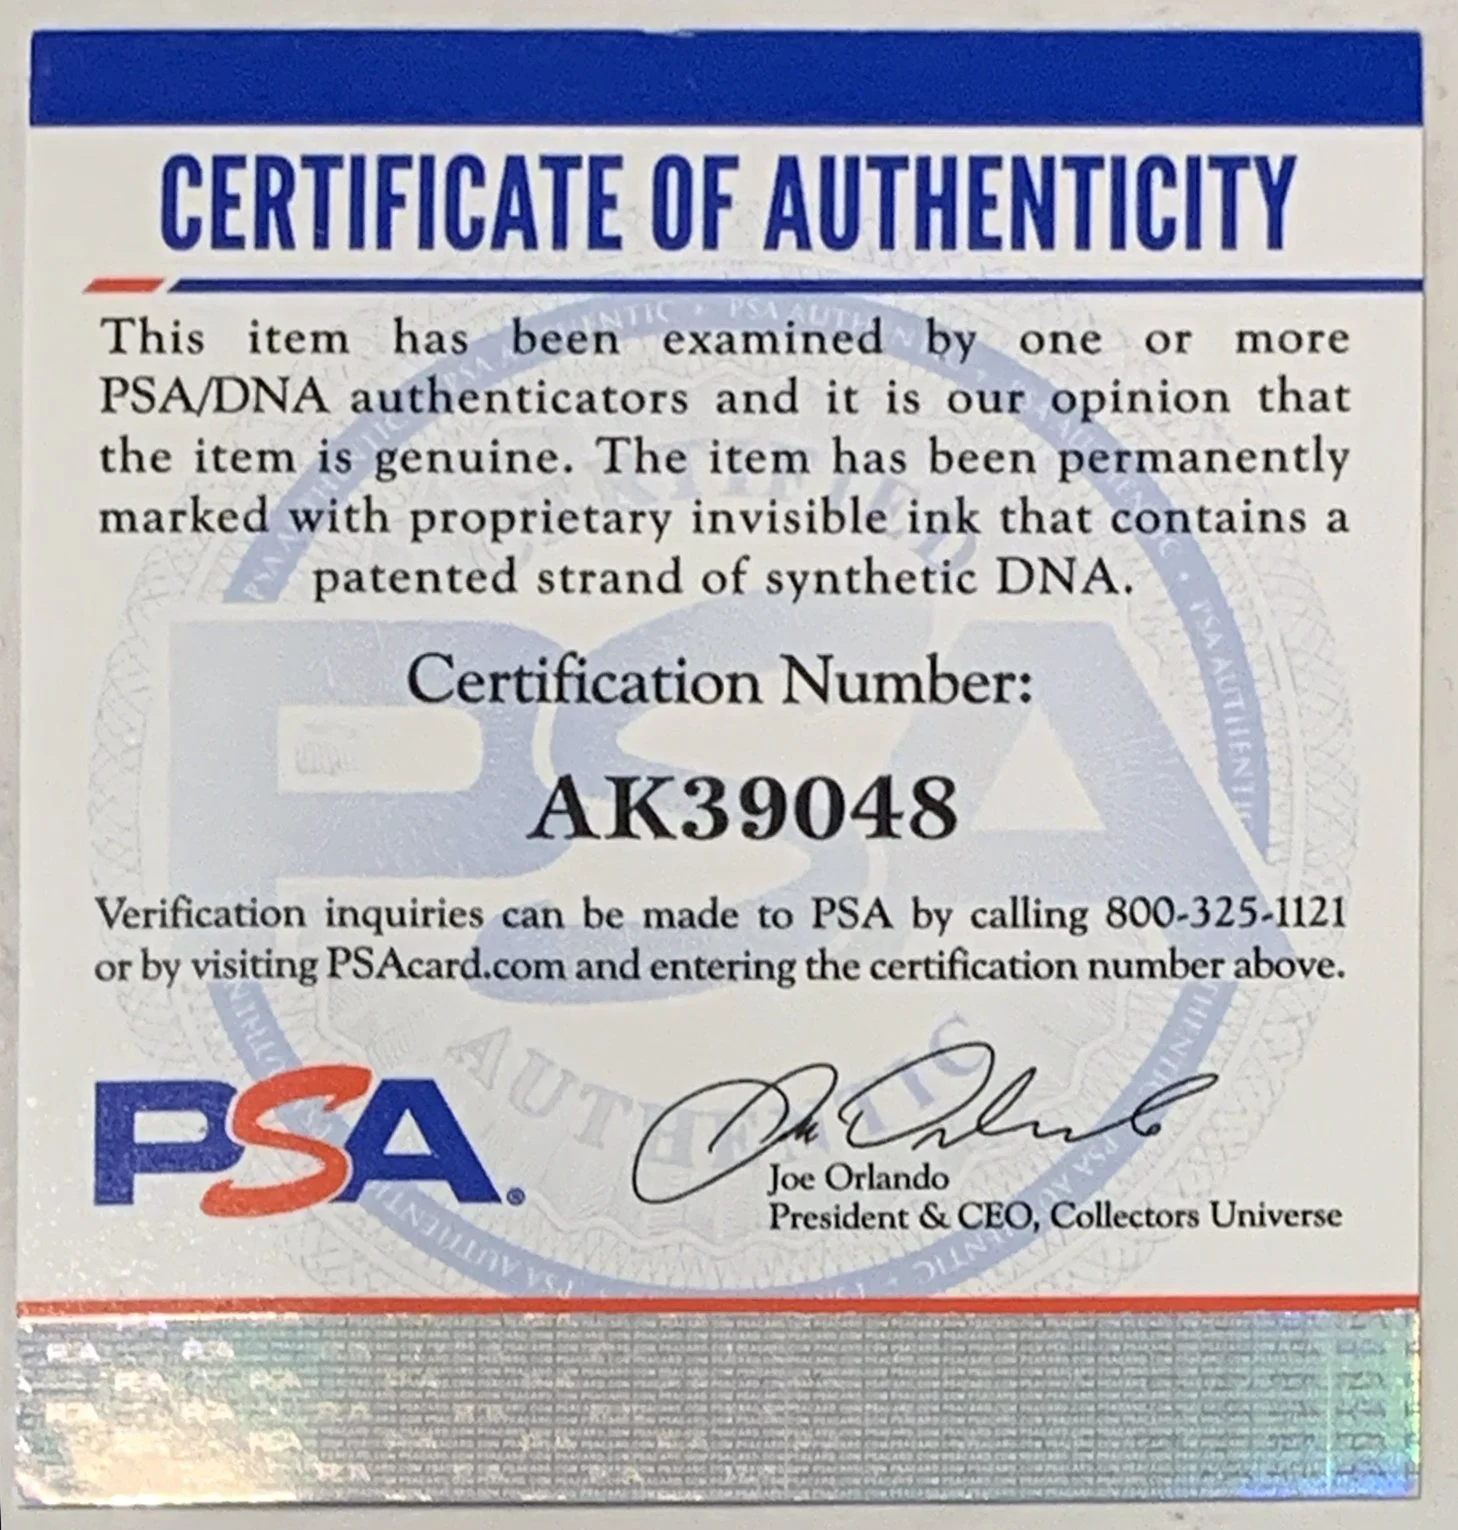 CERTIFICATE OF AUTHENTICITY
This item has been examined by one or more
PSA/DNA authenticators and it is our opinion that
the item is genuine. The item has been permanently
marked with proprietary invisible ink that contains a
patented strand of synthetic DNA.
Certification Number:
AK39048
Verification inquiries can be made to PSA by calling 800-325-1121
or by visiting PSAcard.com and entering the certification number above.
PSA®
Joe Orlando
President & CEO, Collectors Universe
PSA
AUTHENTIC